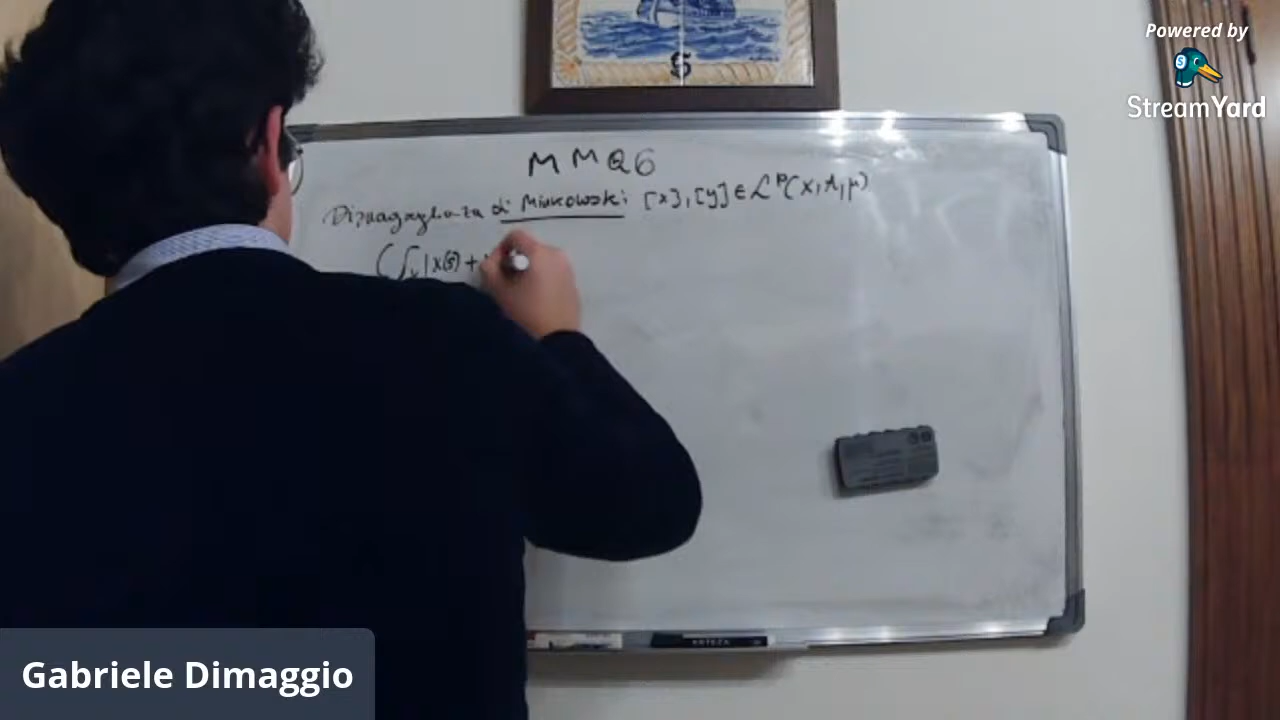 Powered by
StreamYard
MMQ6
Disuguaglianza di Minkowski: [x], [y] ∈ L^p(X, A, μ)
(∫_X |x(s) +
Gabriele Dimaggio